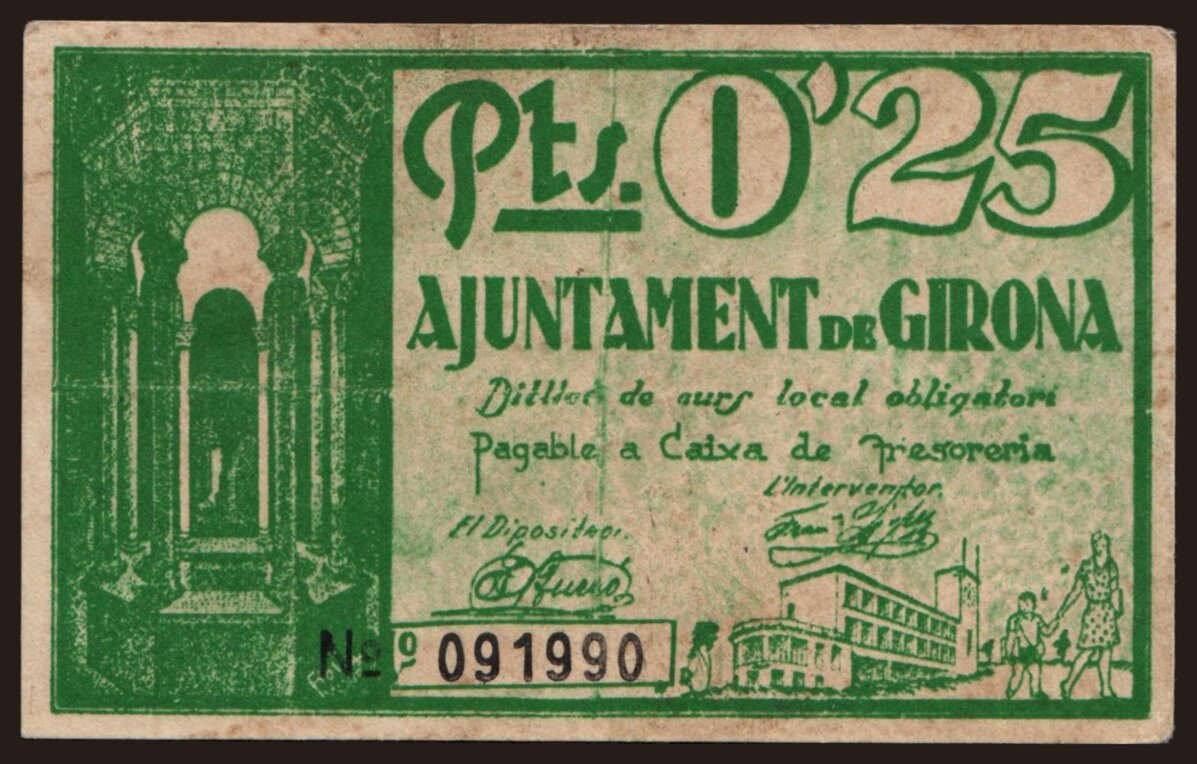 Pts. 0'25
AJUNTAMENT DE GIRONA
Bitllet de curs local obligatori
Pagable a Caixa de Tresoreria
L'Interventor.
El Dipositari.
Nº º 091990